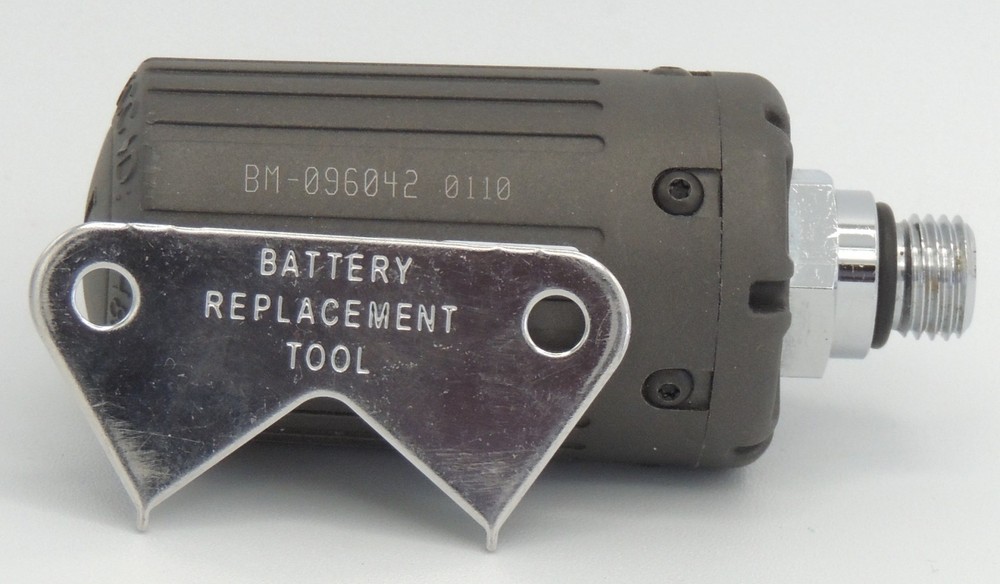 BM-096042 0110
BATTERY
REPLACEMENT
TOOL